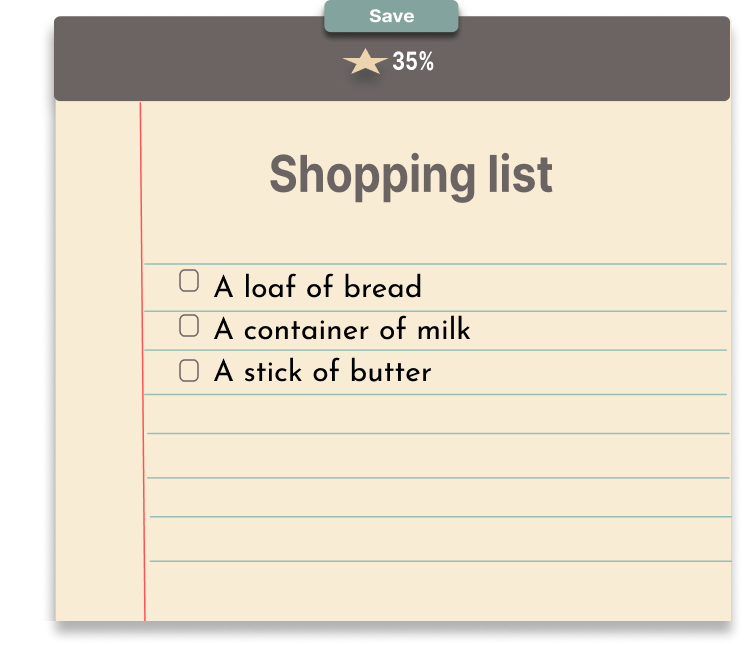 Save
35%
Shopping list
A loaf of bread
A container of milk
A stick of butter